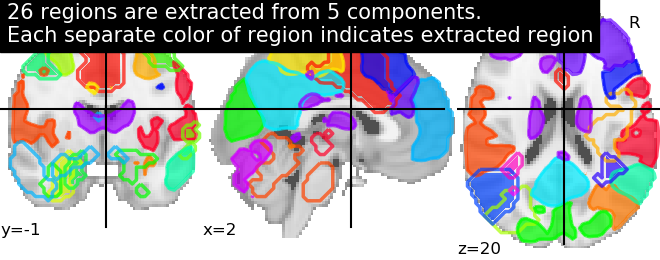 26 regions are extracted from 5 components.
Each separate color of region indicates extracted region
R
y=-1
x=2
z=20